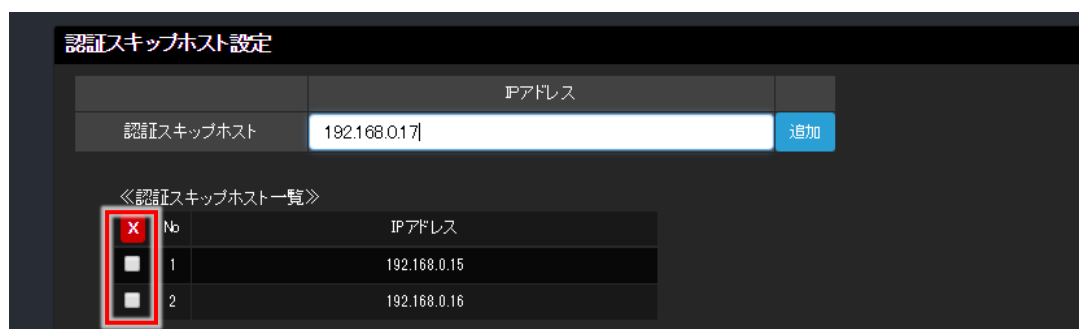 認証スキップホスト設定
IPアドレス
認証スキップホスト 192.168.0.17 追加
≪認証スキップホスト一覧≫
X No IPアドレス
1 192.168.0.15
2 192.168.0.16